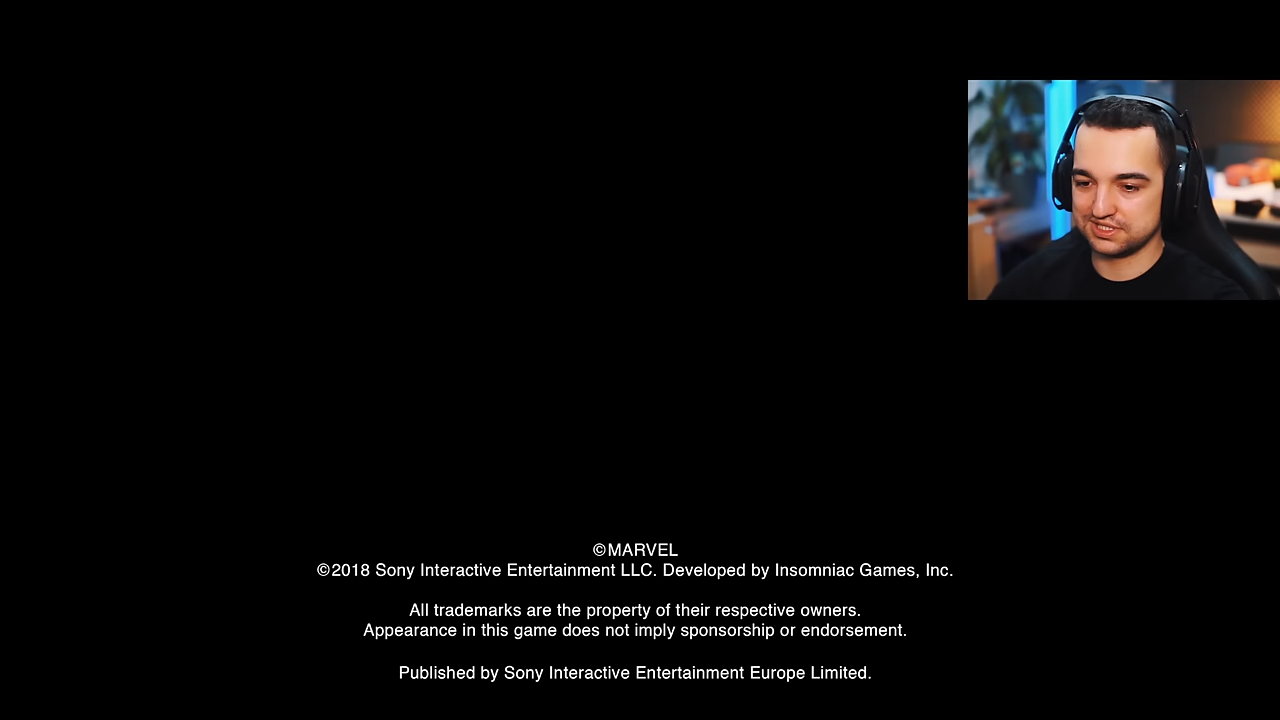 ©MARVEL
©2018 Sony Interactive Entertainment LLC. Developed by Insomniac Games, Inc.
All trademarks are the property of their respective owners.
Appearance in this game does not imply sponsorship or endorsement.
Published by Sony Interactive Entertainment Europe Limited.